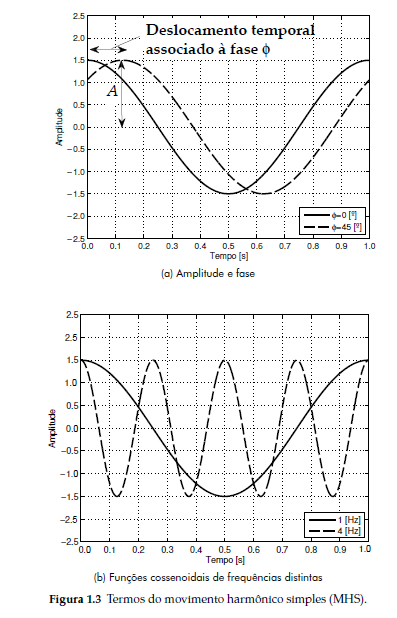 Deslocamento temporal
associado à fase ϕ
A
2.5
2.0
1.5
1.0
0.5
0.0
−0.5
−1.0
−1.5
−2.0
−2.5
Amplitude
0.0 0.1 0.2 0.3 0.4 0.5 0.6 0.7 0.8 0.9 1.0
Tempo [s]
ϕ=0 [º]
ϕ=45 [º]
(a) Amplitude e fase
2.5
2.0
1.5
1.0
0.5
0.0
−0.5
−1.0
−1.5
−2.5
−2.5
Amplitude
0.0 0.1 0.2 0.3 0.4 0.5 0.6 0.7 0.8 0.9 1.0
Tempo [s]
1 [Hz]
4 [Hz]
(b) Funções cossenoidais de frequências distintas
Figura 1.3 Termos do movimento harmônico simples (MHS).